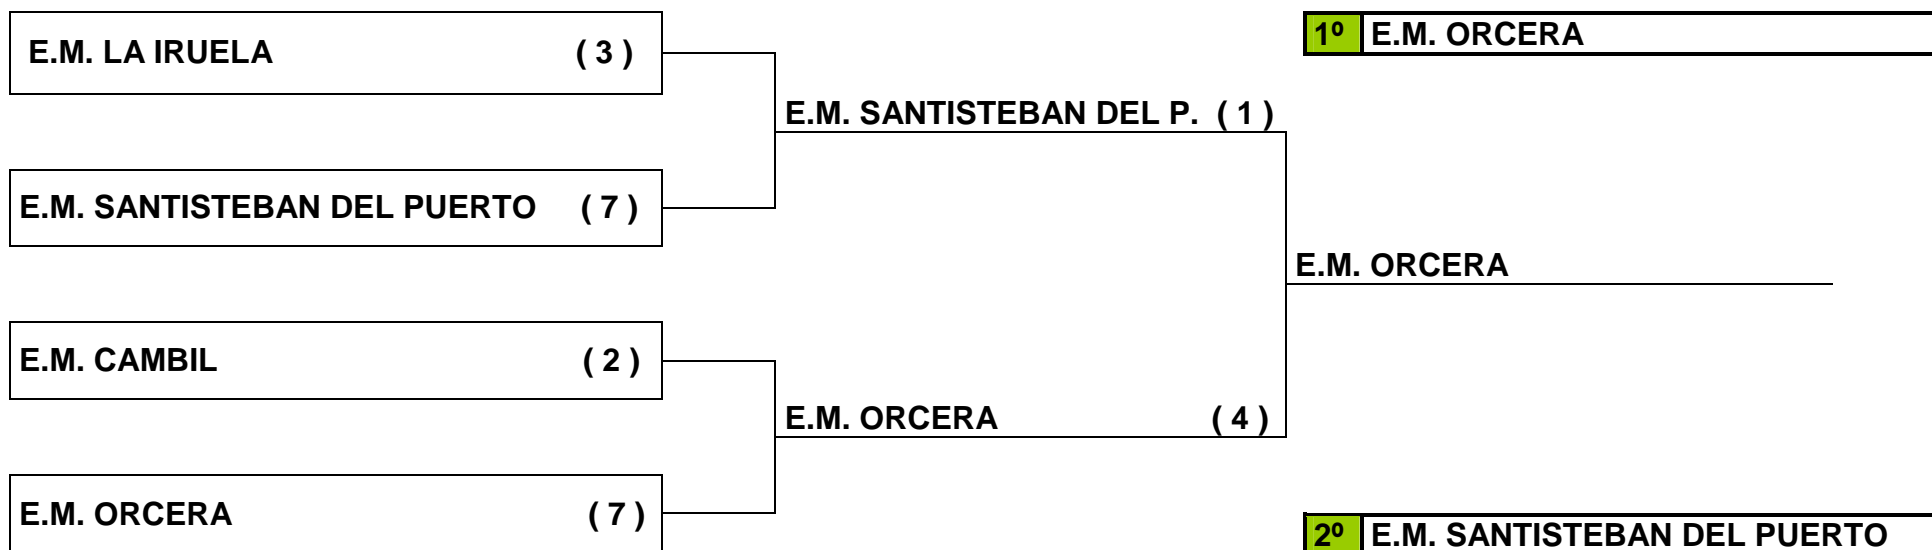 E.M. LA IRUELA ( 3 )
1º E.M. ORCERA
E.M. SANTISTEBAN DEL P. ( 1 )
E.M. SANTISTEBAN DEL PUERTO ( 7 )
E.M. ORCERA
E.M. CAMBIL ( 2 )
E.M. ORCERA ( 4 )
E.M. ORCERA ( 7 )
2º E.M. SANTISTEBAN DEL PUERTO